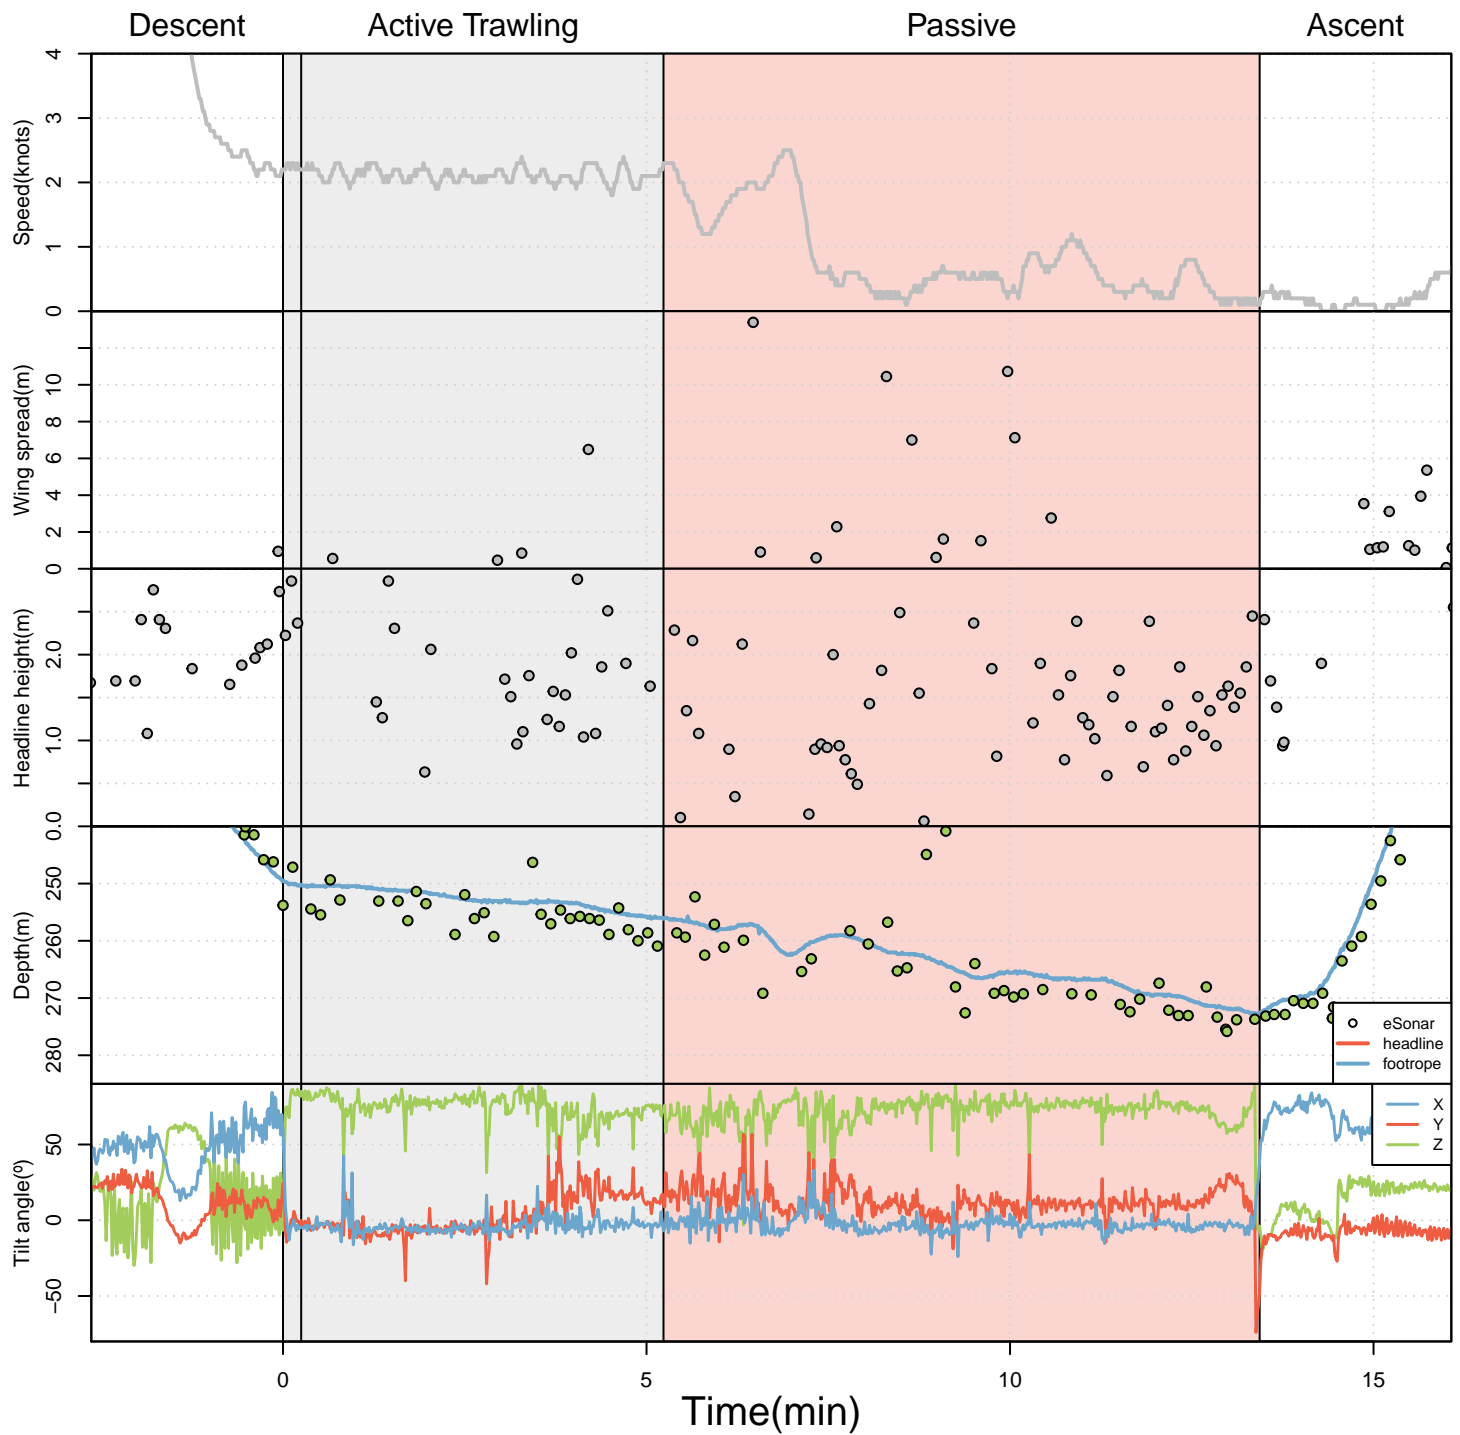 Descent Active Trawling Passive Ascent
Speed(knots)
4
3
2
1
0
Wing spread(m)
10
8
6
4
2
0
Headline height(m)
2.0
1.0
0.0
Depth(m)
250
260
270
280
eSonar
headline
footrope
Tilt angle(º)
50
0
−50
X
Y
Z
0 5 10 15
Time(min)